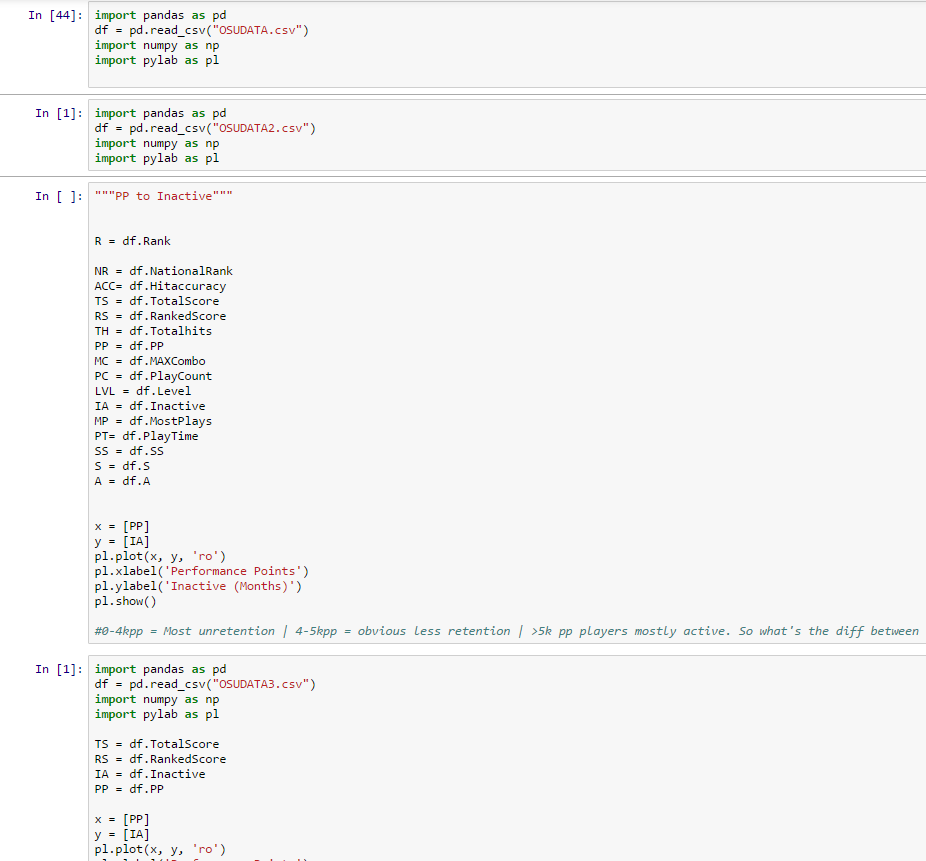 In [44]:
import pandas as pd
df = pd.read_csv("OSUDATA.csv")
import numpy as np
import pylab as pl
In [1]:
import pandas as pd
df = pd.read_csv("OSUDATA2.csv")
import numpy as np
import pylab as pl
In [ ]:
"""PP to Inactive"""
R = df.Rank
NR = df.NationalRank
ACC= df.Hitaccuracy
TS = df.TotalScore
RS = df.RankedScore
TH = df.Totalhits
PP = df.PP
MC = df.MAXCombo
PC = df.PlayCount
LVL = df.Level
IA = df.Inactive
MP = df.MostPlays
PT= df.PlayTime
SS = df.SS
S = df.S
A = df.A
x = [PP]
y = [IA]
pl.plot(x, y, 'ro')
pl.xlabel('Performance Points')
pl.ylabel('Inactive (Months)')
pl.show()
#0-4kpp = Most unretention | 4-5kpp = obvious less retention | >5k pp players mostly active. So what's the diff between
In [1]:
import pandas as pd
df = pd.read_csv("OSUDATA3.csv")
import numpy as np
import pylab as pl
TS = df.TotalScore
RS = df.RankedScore
IA = df.Inactive
PP = df.PP
x = [PP]
y = [IA]
pl.plot(x, y, 'ro')